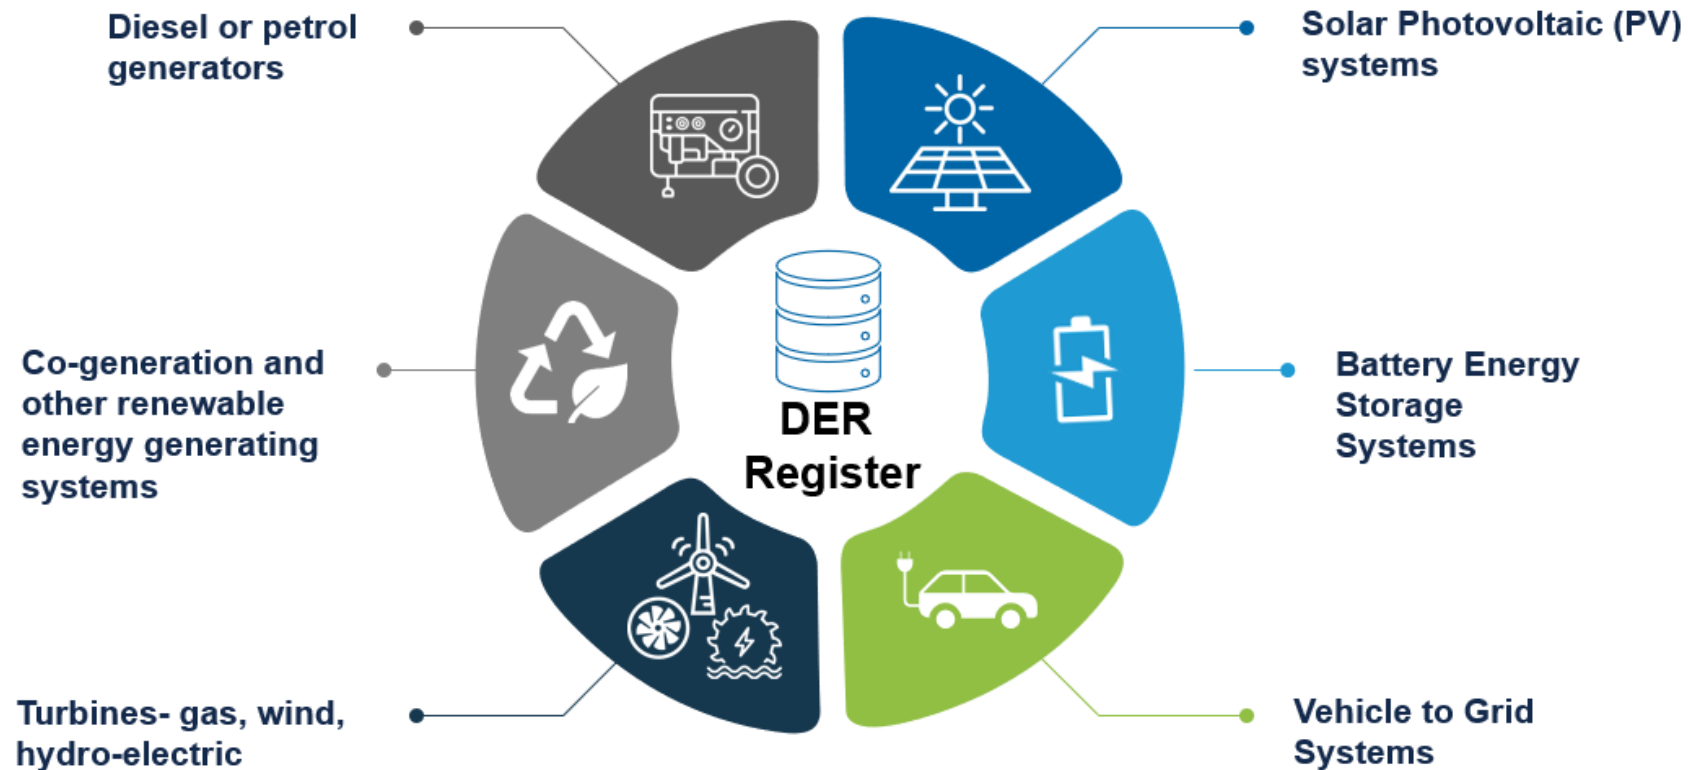 Diesel or petrol
generators
Solar Photovoltaic (PV)
systems
Co-generation and
other renewable
energy generating
systems
DER
Register
Battery Energy
Storage
Systems
Turbines- gas, wind,
hydro-electric
Vehicle to Grid
Systems